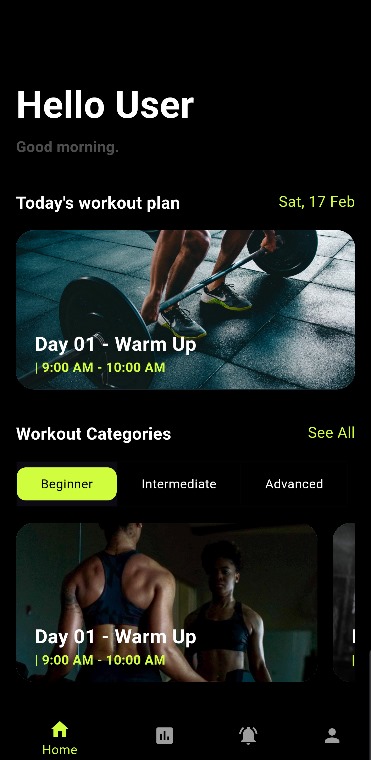 Hello User
Good morning.
Today's workout plan
Sat, 17 Feb
Day 01 - Warm Up
| 9:00 AM - 10:00 AM
Workout Categories
See All
Beginner
Intermediate
Advanced
Day 01 - Warm Up
| 9:00 AM - 10:00 AM
Home